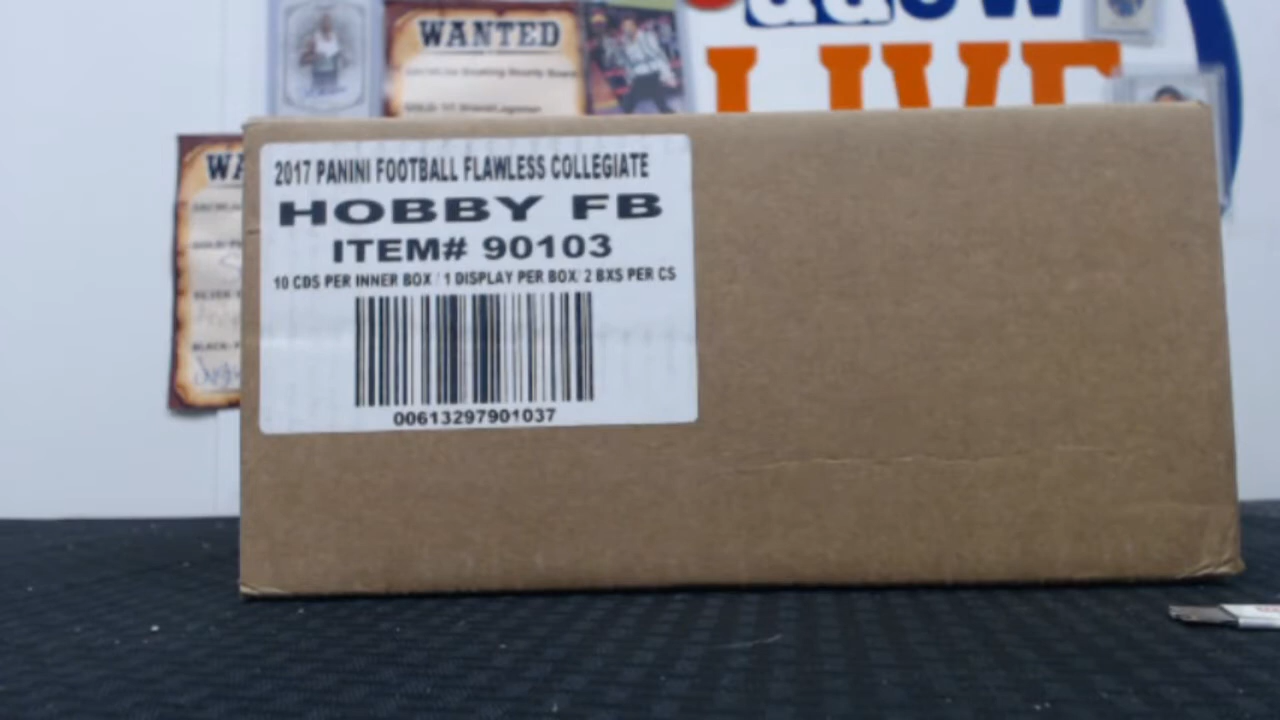 WANTED
LIVE
WA
2017 PANINI FOOTBALL FLAWLESS COLLEGIATE
HOBBY FB
ITEM# 90103
10 CDS PER INNER BOX / 1 DISPLAY PER BOX/ 2 BXS PER CS
00613297901037